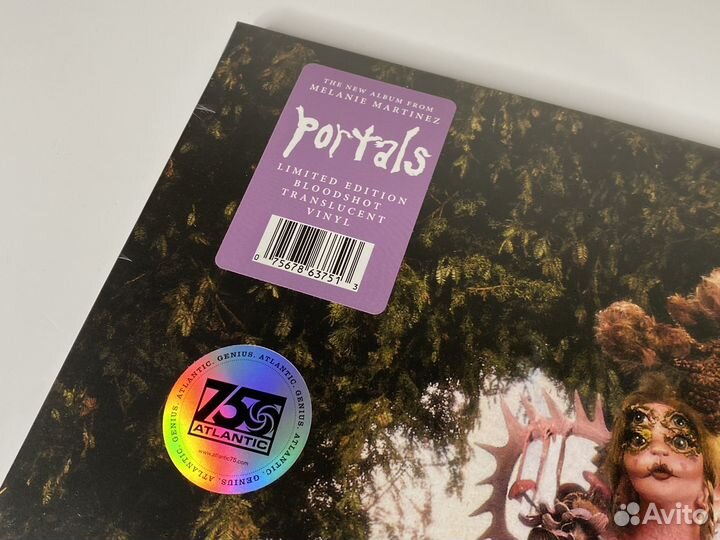 THE NEW ALBUM FROM
MELANIE MARTINEZ
portals
LIMITED EDITION
BLOODSHOT
TRANSLUCENT
VINYL
0 75678 63751 3
ATLANTIC. GENIUS. ATLANTIC. GENIUS. ATLANTIC. GENIUS. ATLANTIC. GENIUS.
75
ATLANTIC
www.atlantic75.com
Avito